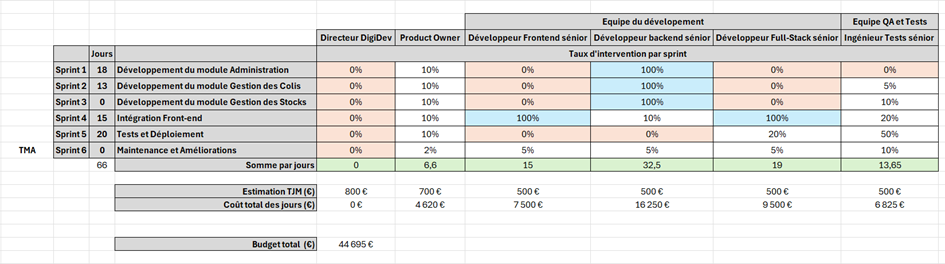 Equipe du dévelopement Equipe QA et Tests
Directeur DigiDev Product Owner Développeur Frontend sénior Développeur backend sénior Développeur Full-Stack sénior Ingénieur Tests sénior
Jours Taux d'intervention par sprint
Sprint 1 18 Développement du module Administration 0% 10% 0% 100% 0% 0%
Sprint 2 13 Développement du module Gestion des Colis 0% 10% 0% 100% 0% 5%
Sprint 3 0 Développement du module Gestion des Stocks 0% 10% 0% 100% 0% 10%
Sprint 4 15 Intégration Front-end 0% 10% 100% 10% 100% 20%
Sprint 5 20 Tests et Déploiement 0% 10% 0% 0% 20% 50%
TMA Sprint 6 0 Maintenance et Améliorations 0% 2% 5% 5% 5% 10%
66 Somme par jours 0 6,6 15 32,5 19 13,65
Estimation TJM (€) 800 € 700 € 500 € 500 € 500 € 500 €
Coût total des jours (€) 0 € 4 620 € 7 500 € 16 250 € 9 500 € 6 825 €
Budget total (€) 44 695 €